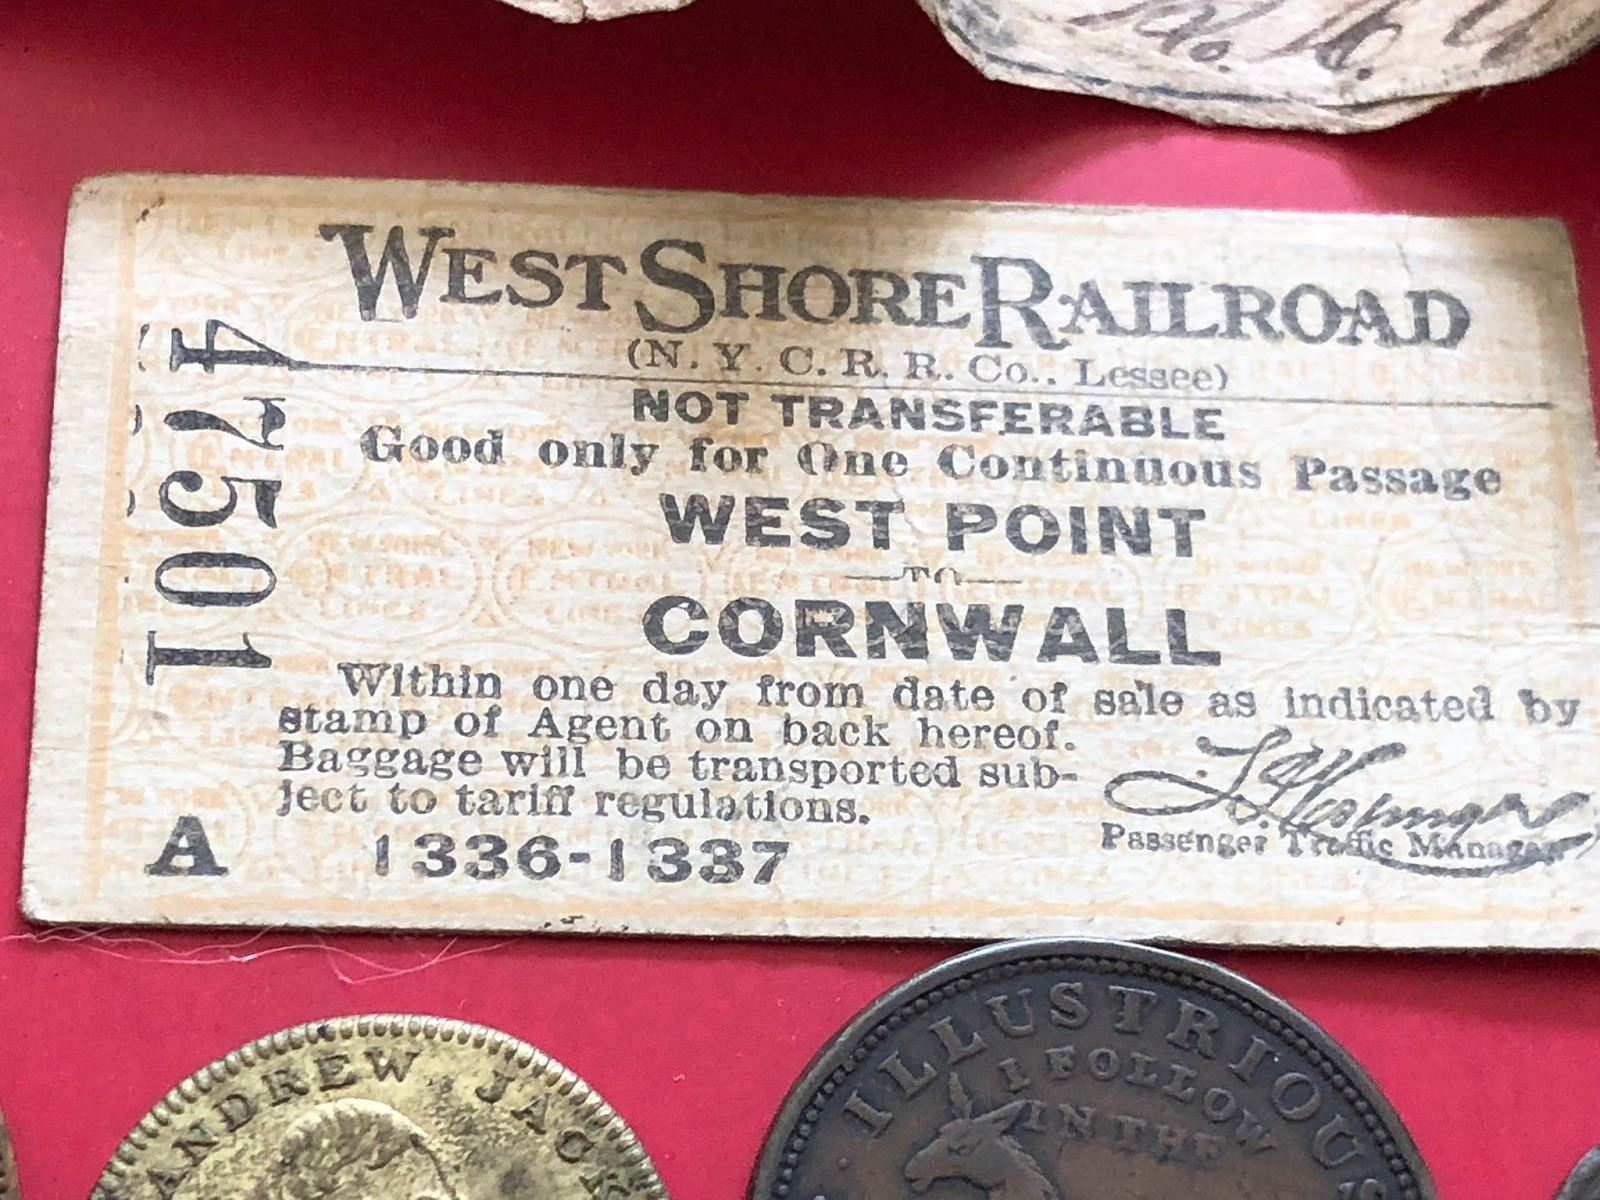 WEST SHORE RAILROAD
(N. Y. C. R. R. Co., Lessee)
NOT TRANSFERABLE
Good only for One Continuous Passage
WEST POINT
—TO—
CORNWALL
Within one day from date of sale as indicated by
stamp of Agent on back hereof.
Baggage will be transported sub-
ject to tariff regulations.
Passenger Traffic Manager
A 1336-1337
47501
ANDREW JACK
ILLUSTRIOUS
I FOLLOW
IN THE